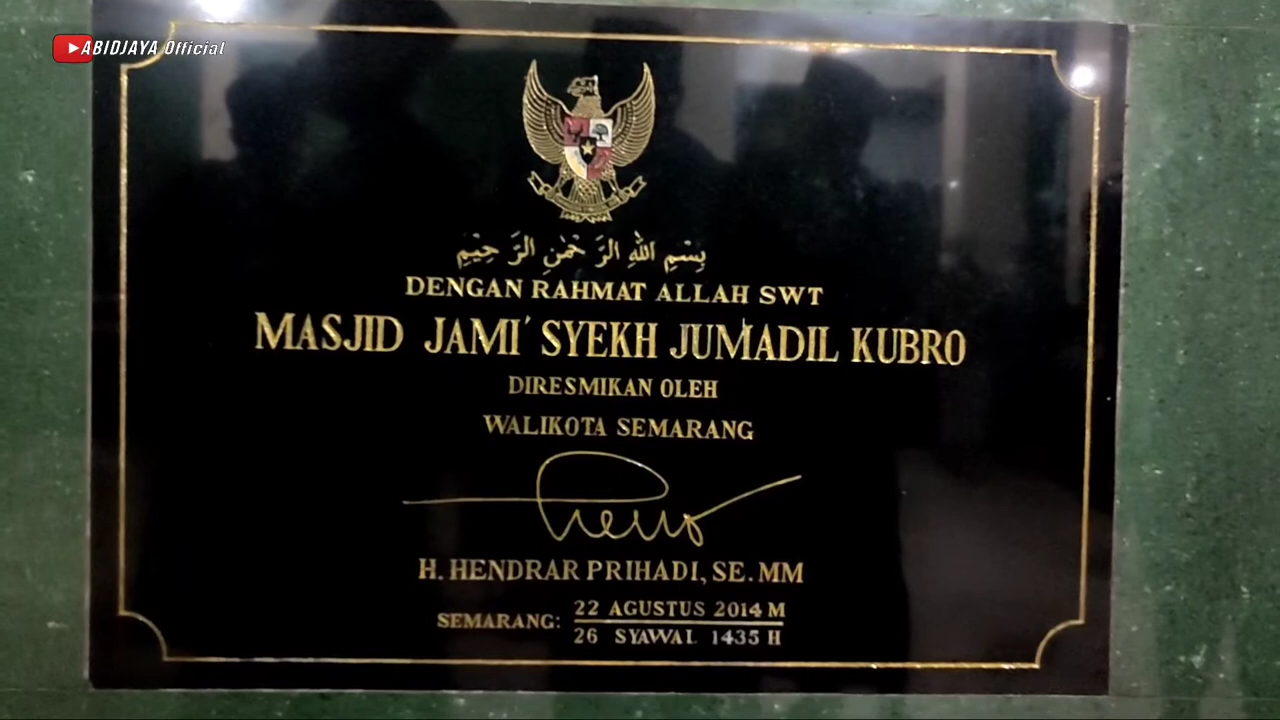 ABIDJAYA Official
بِسْمِ اللهِ الرَّحْمٰنِ الرَّحِيْمِ
DENGAN RAHMAT ALLAH SWT
MASJID JAMI' SYEKH JUMADIL KUBRO
DIRESMIKAN OLEH
WALIKOTA SEMARANG
H. HENDRAR PRIHADI, SE. MM
SEMARANG: 22 AGUSTUS 2014 M
26 SYAWAL 1435 H